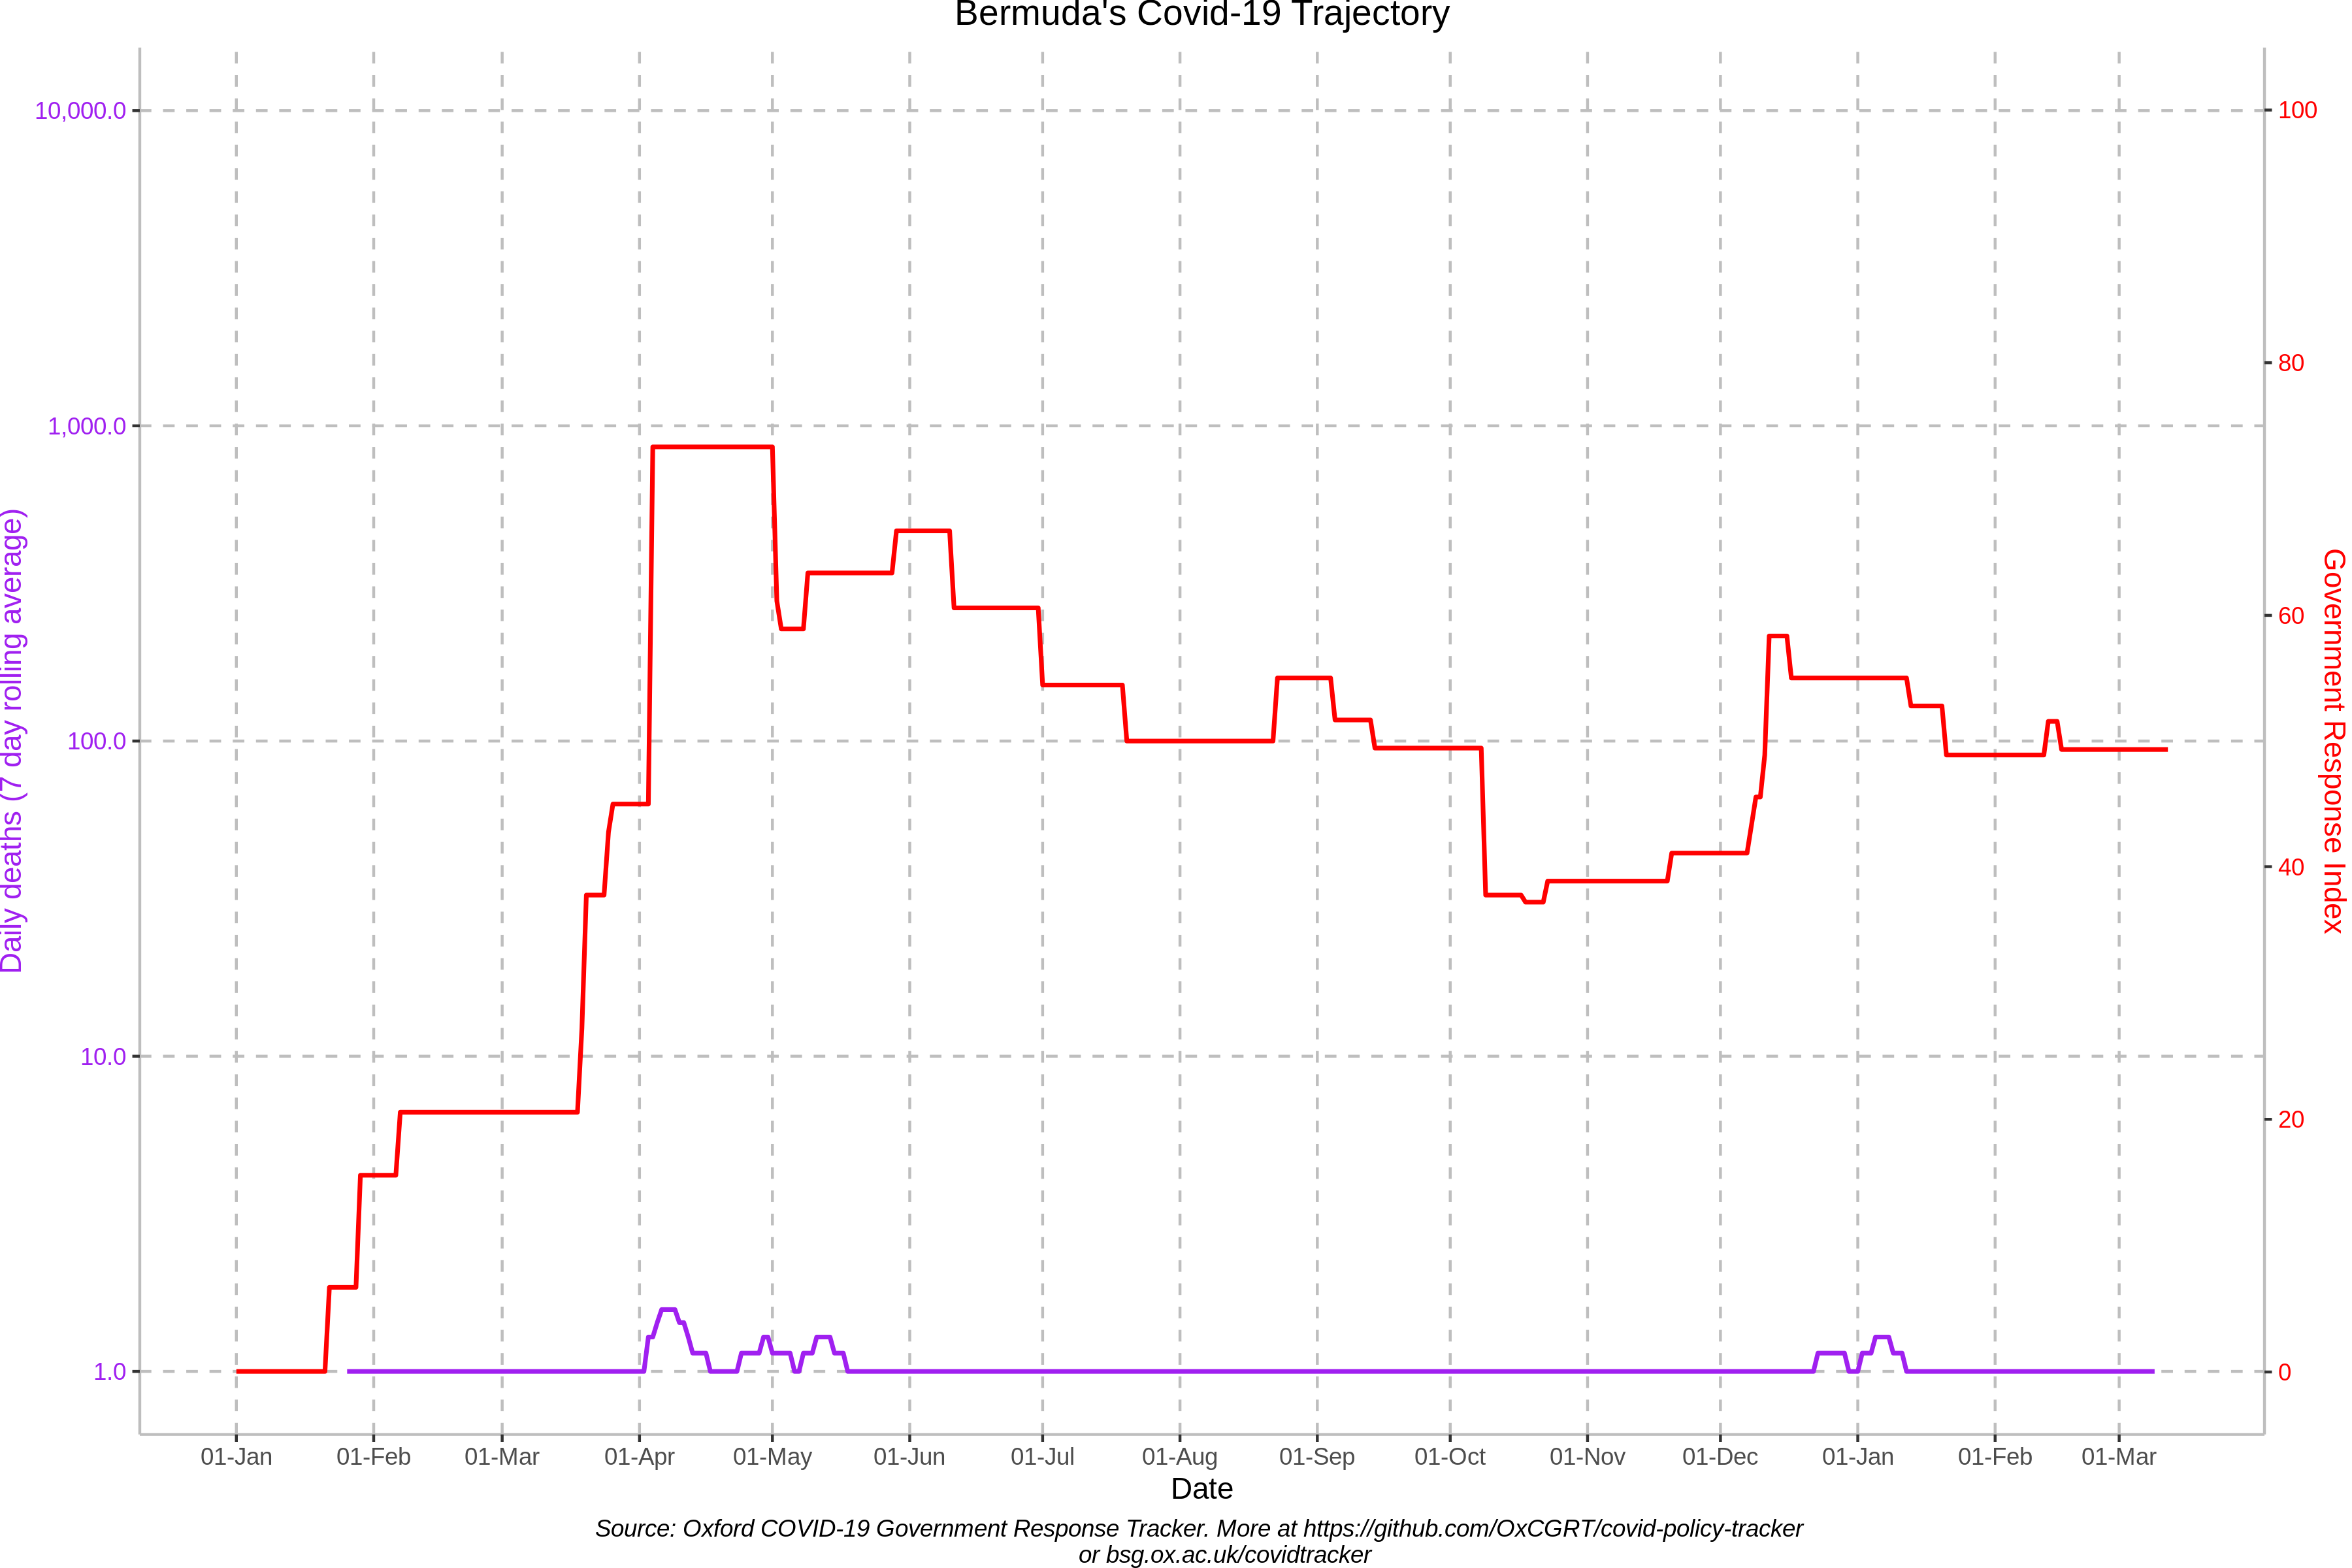 Bermuda's Covid-19 Trajectory
10,000.0
1,000.0
100.0
10.0
1.0
Daily deaths (7 day rolling average)
100
80
60
40
20
0
Government Response Index
01-Jan 01-Feb 01-Mar 01-Apr 01-May 01-Jun 01-Jul 01-Aug 01-Sep 01-Oct 01-Nov 01-Dec 01-Jan 01-Feb 01-Mar
Date
Source: Oxford COVID-19 Government Response Tracker. More at https://github.com/OxCGRT/covid-policy-tracker
or bsg.ox.ac.uk/covidtracker